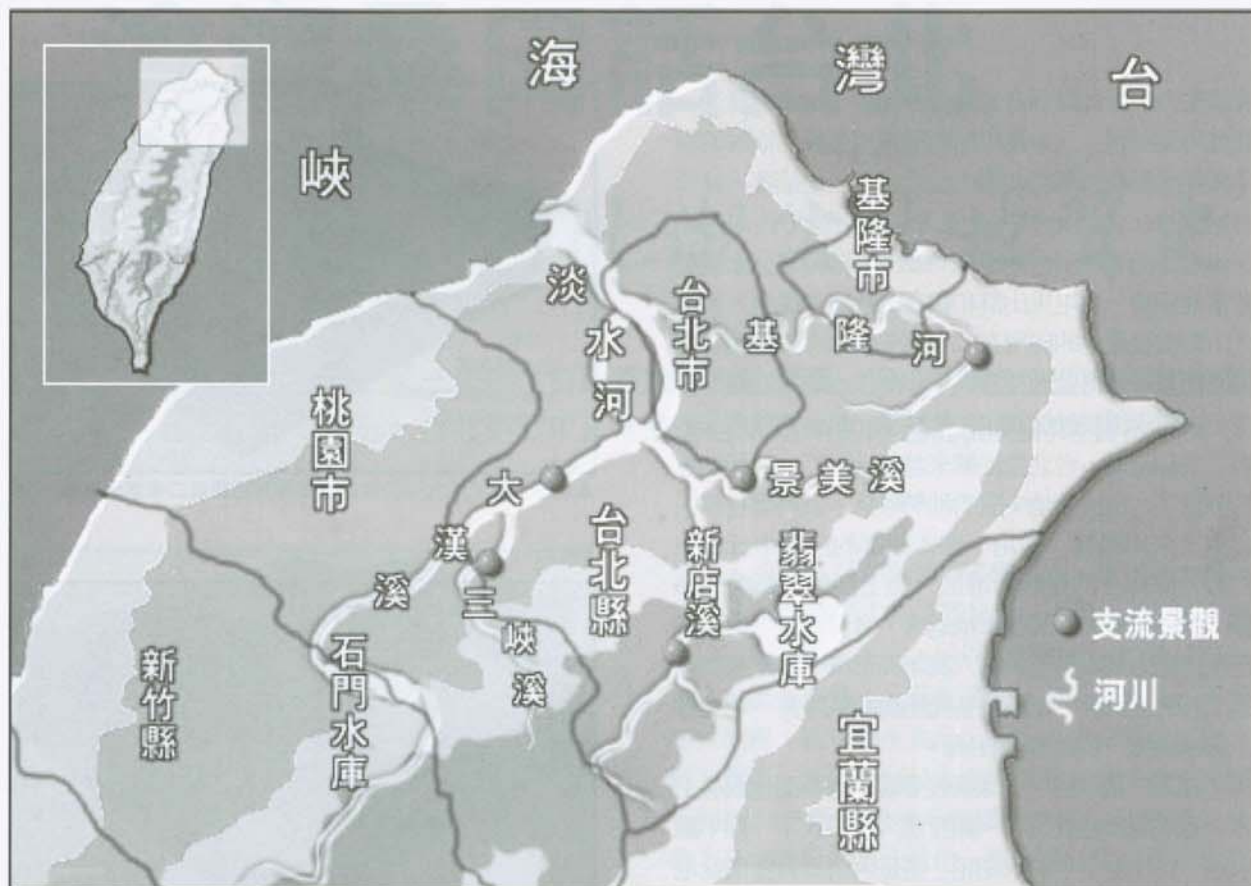 台灣海峽
基隆市
淡水河
台北市
基隆河
桃園市
大漢溪
景美溪
台北縣
新店溪
翡翠水庫
三峽溪
石門水庫
新竹縣
宜蘭縣
支流景觀
河川